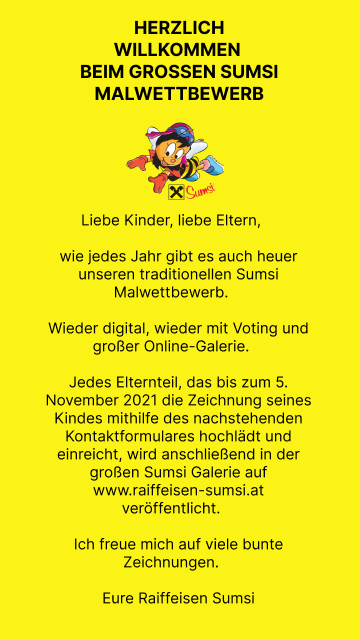 HERZLICH
WILLKOMMEN
BEIM GROSSEN SUMSI
MALWETTBEWERB
Sumsi
Liebe Kinder, liebe Eltern,
wie jedes Jahr gibt es auch heuer
unseren traditionellen Sumsi
Malwettbewerb.
Wieder digital, wieder mit Voting und
großer Online-Galerie.
Jedes Elternteil, das bis zum 5.
November 2021 die Zeichnung seines
Kindes mithilfe des nachstehenden
Kontaktformulares hochlädt und
einreicht, wird anschließend in der
großen Sumsi Galerie auf
www.raiffeisen-sumsi.at
veröffentlicht.
Ich freue mich auf viele bunte
Zeichnungen.
Eure Raiffeisen Sumsi